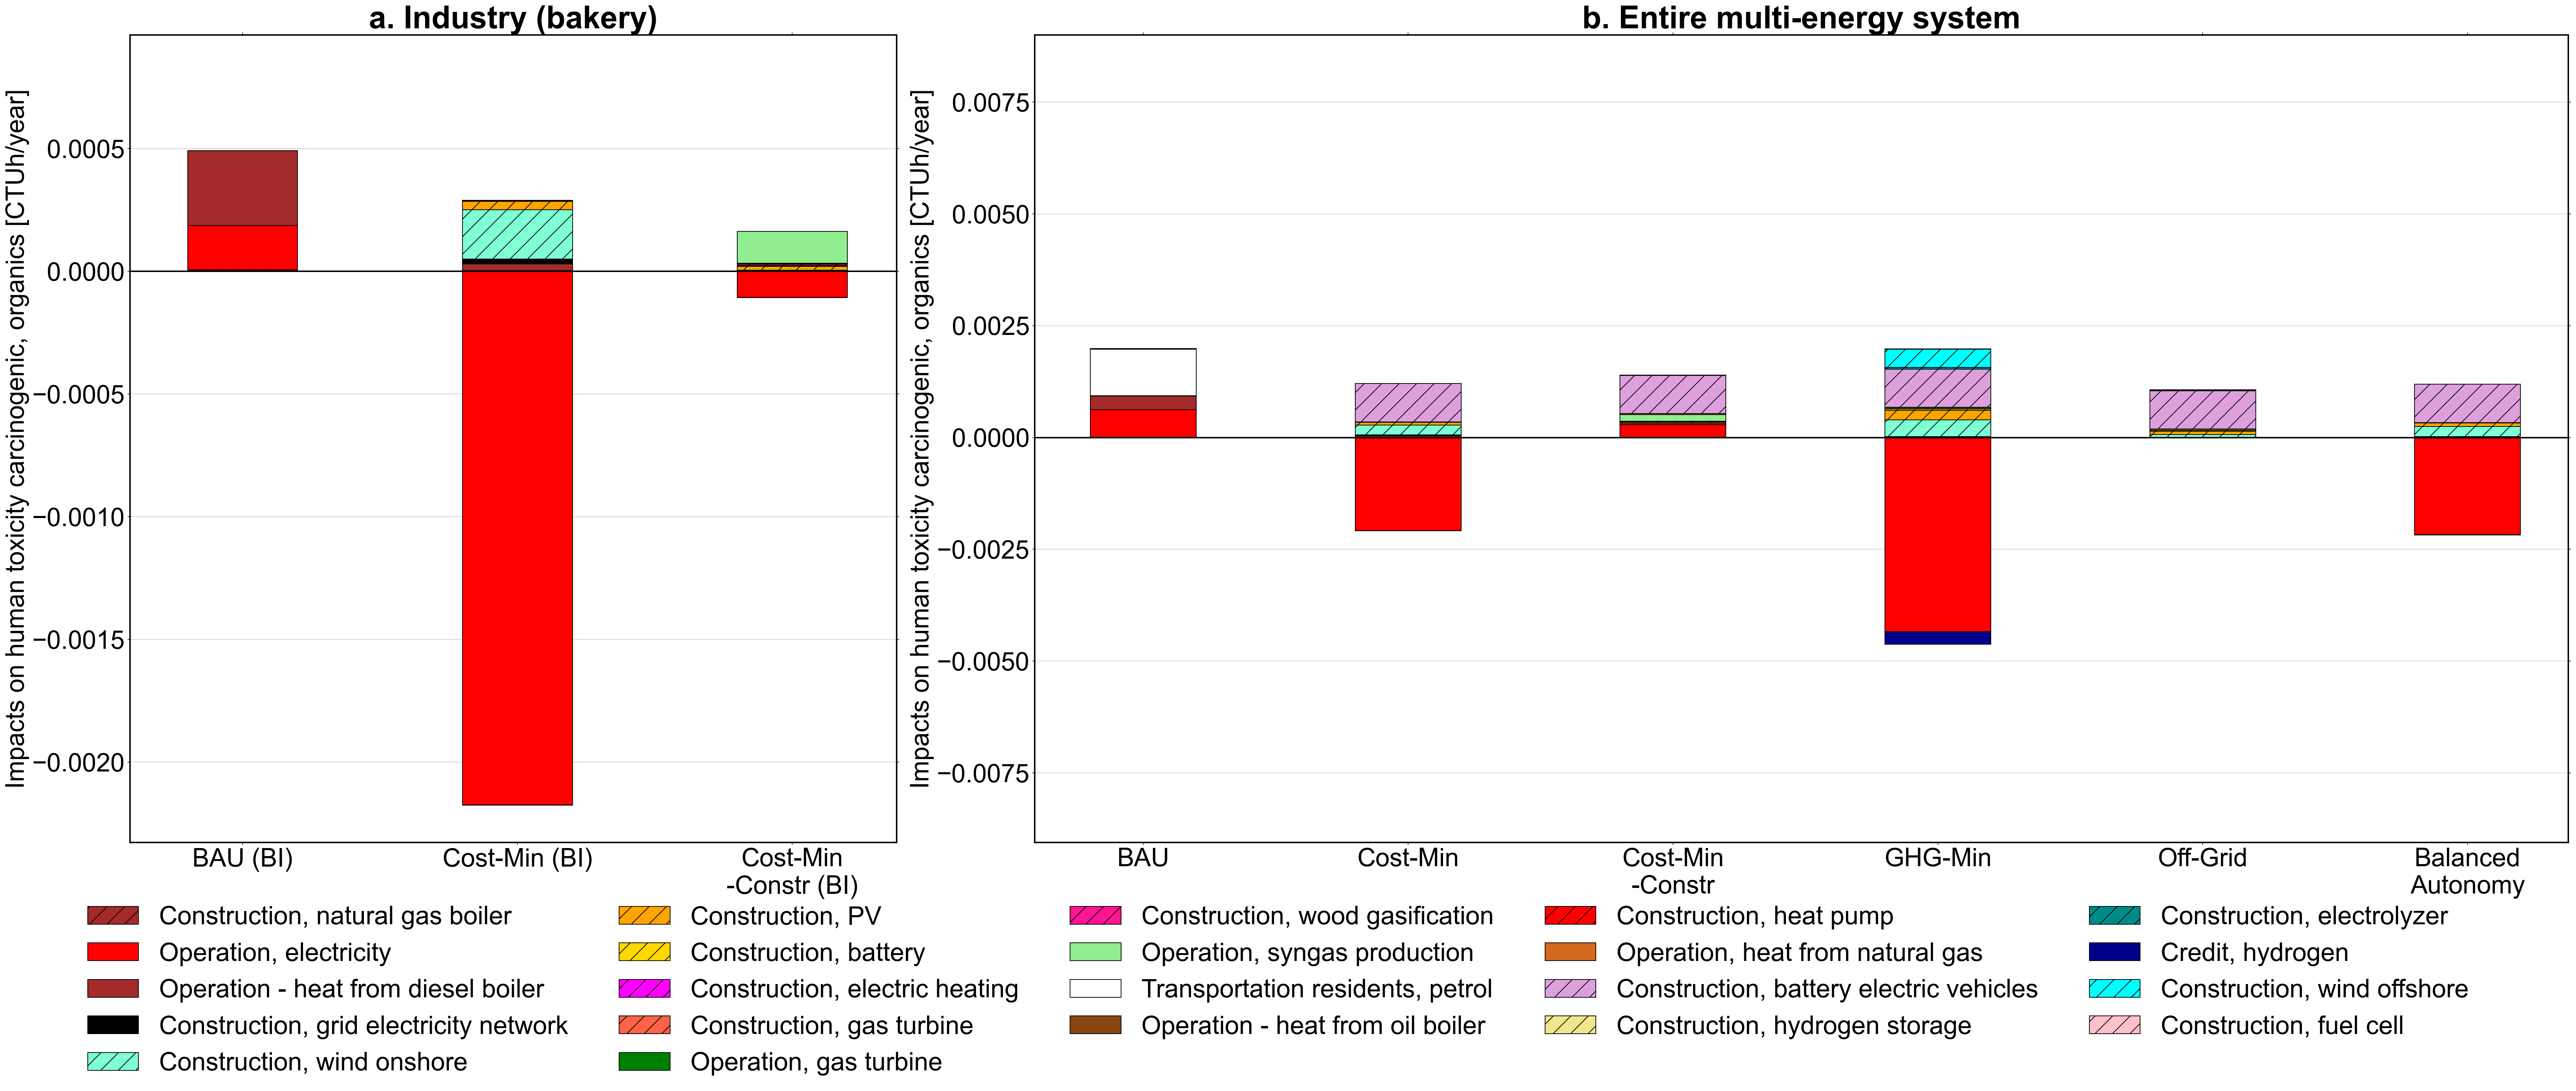 a. Industry (bakery)
Impacts on human toxicity carcinogenic, organics [CTUh/year]
0.0005
0.0000
−0.0005
−0.0010
−0.0015
−0.0020
BAU (BI)
Cost-Min (BI)
Cost-Min
-Constr (BI)
b. Entire multi-energy system
Impacts on human toxicity carcinogenic, organics [CTUh/year]
0.0075
0.0050
0.0025
0.0000
−0.0025
−0.0050
−0.0075
BAU
Cost-Min
Cost-Min
-Constr
GHG-Min
Off-Grid
Balanced
Autonomy
Construction, natural gas boiler
Operation, electricity
Operation - heat from diesel boiler
Construction, grid electricity network
Construction, wind onshore
Construction, PV
Construction, battery
Construction, electric heating
Construction, gas turbine
Operation, gas turbine
Construction, wood gasification
Operation, syngas production
Transportation residents, petrol
Operation - heat from oil boiler
Construction, heat pump
Operation, heat from natural gas
Construction, battery electric vehicles
Construction, hydrogen storage
Construction, electrolyzer
Credit, hydrogen
Construction, wind offshore
Construction, fuel cell